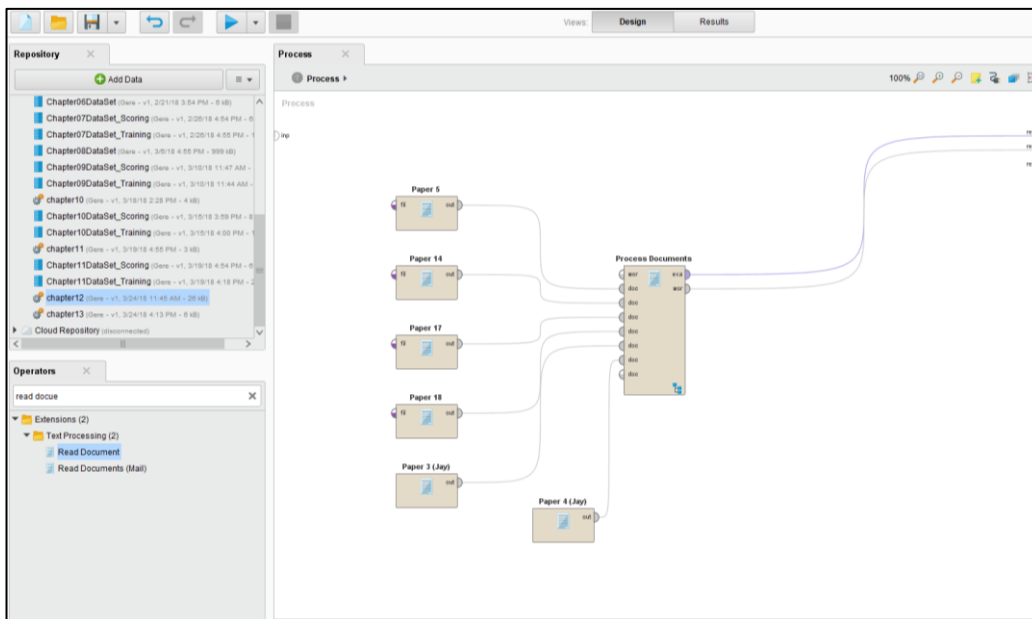 Views:
Design
Results
Repository
Add Data
Chapter06DataSet (Gere - v1, 2/21/18 3:54 PM - 6 kB)
Chapter07DataSet_Scoring (Gere - v1, 2/26/18 4:54 PM - 6
Chapter07DataSet_Training (Gere - v1, 2/26/18 4:55 PM - 1
Chapter08DataSet (Gere - v1, 3/6/18 4:55 PM - 999 kB)
Chapter09DataSet_Scoring (Gere - v1, 3/10/18 11:47 AM -
Chapter09DataSet_Training (Gere - v1, 3/10/18 11:44 AM -
chapter10 (Gere - v1, 3/18/18 2:28 PM - 4 kB)
Chapter10DataSet_Scoring (Gere - v1, 3/15/18 3:59 PM - 8
Chapter10DataSet_Training (Gere - v1, 3/15/18 4:00 PM - 1
chapter11 (Gere - v1, 3/19/18 4:55 PM - 3 kB)
Chapter11DataSet_Scoring (Gere - v1, 3/19/18 4:54 PM - 6
Chapter11DataSet_Training (Gere - v1, 3/19/18 4:18 PM - 2
chapter12 (Gere - v1, 3/24/18 11:46 AM - 28 kB)
chapter13 (Gere - v1, 3/24/18 4:13 PM - 6 kB)
Cloud Repository (disconnected)
Operators
read docue
Extensions (2)
Text Processing (2)
Read Document
Read Documents (Mail)
Process
Process
100%
Process
inp
re
re
re
Paper 5
fil out
Paper 14
fil out
Paper 17
fil out
Paper 18
fil out
Paper 3 (Jay)
out
Paper 4 (Jay)
out
Process Documents
wor exa
doc wor
doc
doc
doc
doc
doc
doc